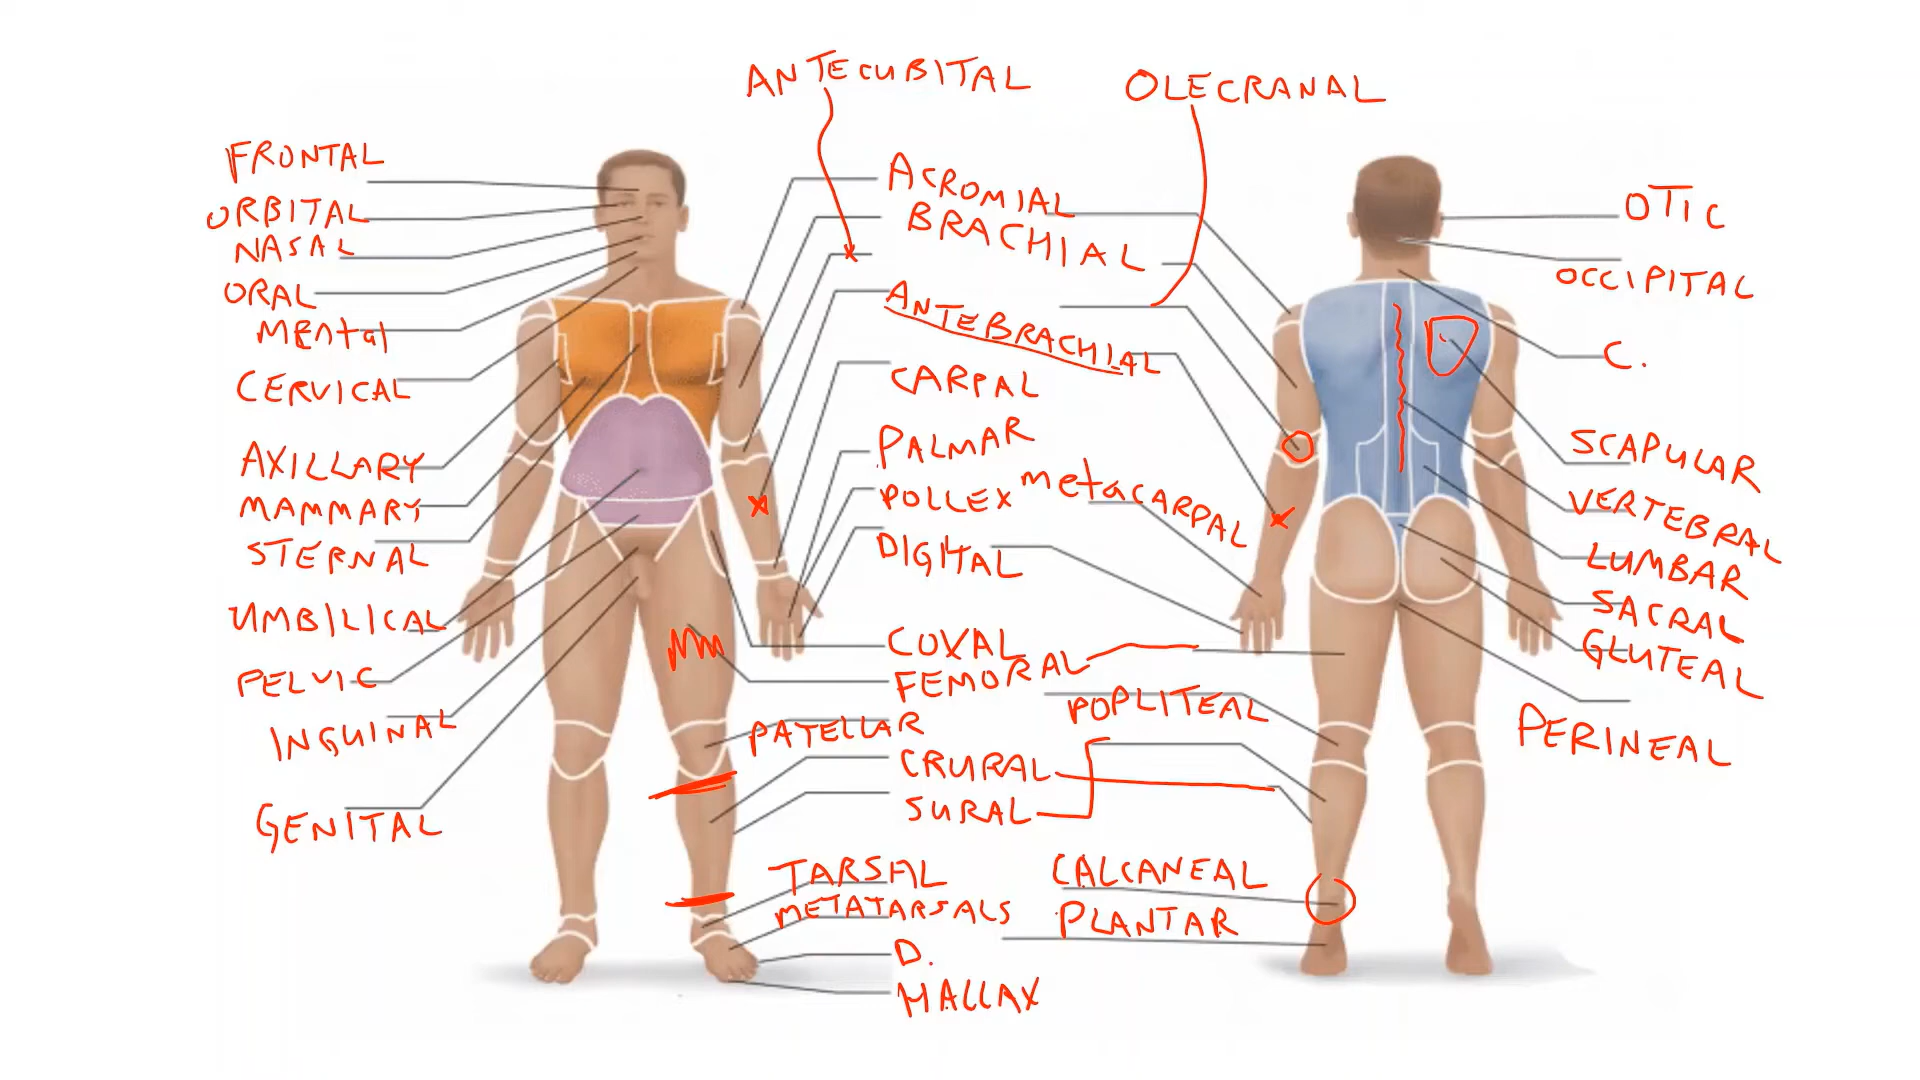 ANTECUBITAL
OLECRANAL
FRONTAL
ORBITAL
NASAL
ORAL
MENtal
CERVICAL
AXILLARY
MAMMARY
STERNAL
UMBILICAL
PELVIC
INGUINAL
GENITAL
ACROMIAL
BRACHIAL
ANTEBRACHIAL
CARPAL
PALMAR
POLLEX
metACARPAL
DIGITAL
COXAL
FEMORAL
POPLITEAL
PATELLAR
CRURAL
SURAL
TARSAL
METATARSALS
D.
HALLAX
CALCANEAL
PLANTAR
OTIC
OCCIPITAL
C.
SCAPULAR
VERTEBRAL
LUMBAR
SACRAL
GLUTEAL
PERINEAL